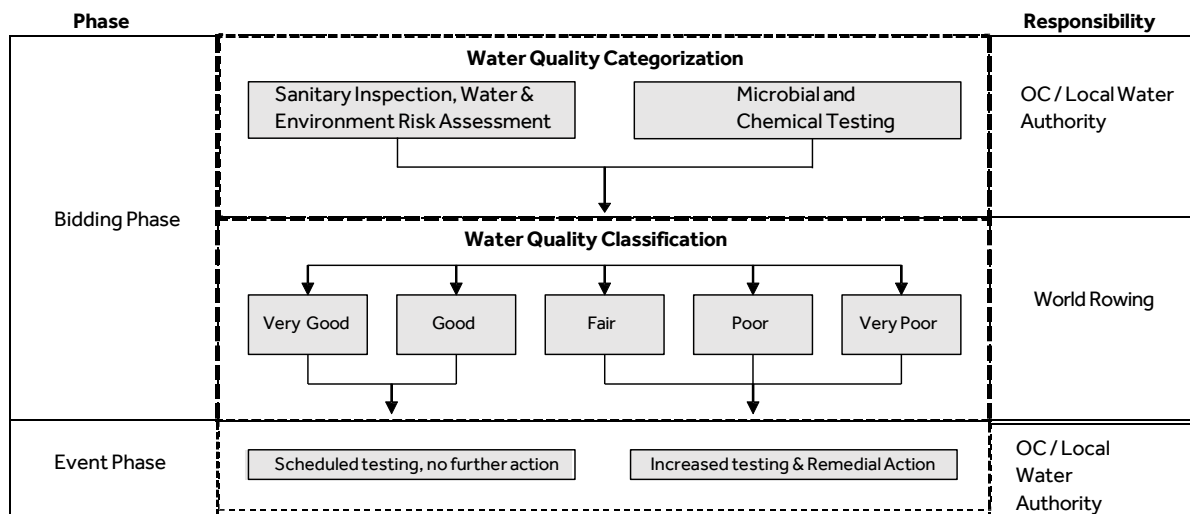 Phase
Responsibility
Water Quality Categorization
Sanitary Inspection, Water &
Environment Risk Assessment
Microbial and
Chemical Testing
OC / Local Water
Authority
Bidding Phase
Water Quality Classification
Very Good
Good
Fair
Poor
Very Poor
World Rowing
Event Phase
Scheduled testing, no further action
Increased testing & Remedial Action
OC / Local
Water
Authority